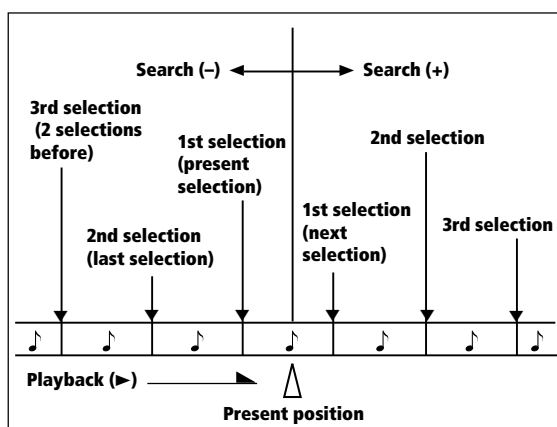 Search (–)
Search (+)
3rd selection
(2 selections
before)
1st selection
(present
selection)
2nd selection
2nd selection
(last selection)
1st selection
(next
selection)
3rd selection
Playback (►)
Present position